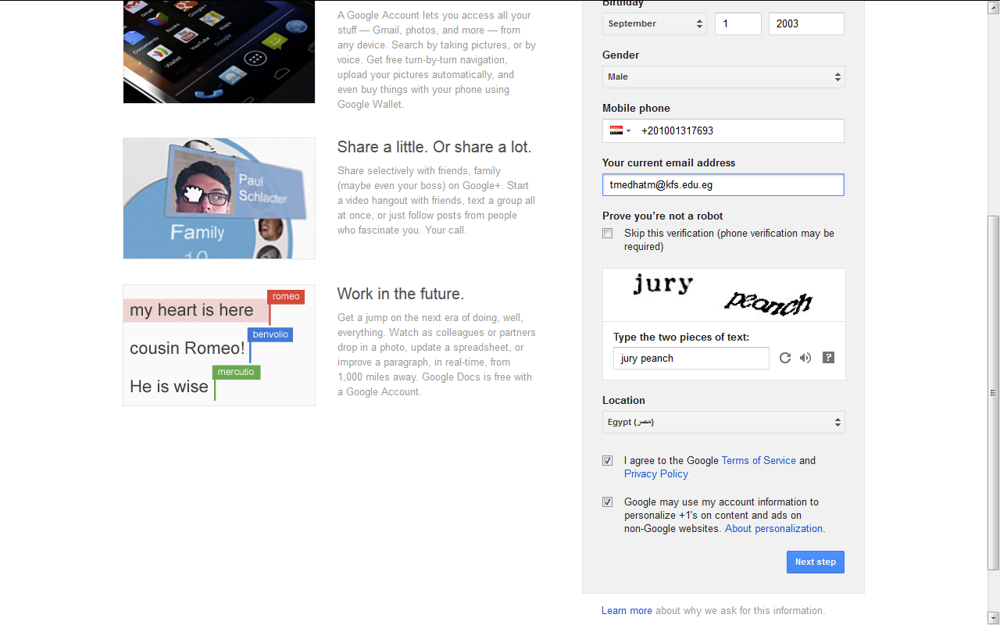 Documents
Gmail
Books
Google+
Maps
Wallet
YouTube
Google
A Google Account lets you access all your
stuff — Gmail, photos, and more — from
any device. Search by taking pictures, or by
voice. Get free turn-by-turn navigation,
upload your pictures automatically, and
even buy things with your phone using
Google Wallet.
Paul
Schlacter
Family
10
Share a little. Or share a lot.
Share selectively with friends, family
(maybe even your boss) on Google+. Start
a video hangout with friends, text a group all
at once, or just follow posts from people
who fascinate you. Your call.
romeo
my heart is here
benvolio
cousin Romeo!
mercutio
He is wise
Work in the future.
Get a jump on the next era of doing, well,
everything. Watch as colleagues or partners
drop in a photo, update a spreadsheet, or
improve a paragraph, in real-time, from
1,000 miles away. Google Docs is free with
a Google Account.
Birthday
September 1 2003
Gender
Male
Mobile phone
+201001317693
Your current email address
tmedhatm@kfs.edu.eg
Prove you're not a robot
Skip this verification (phone verification may be
required)
jury peanch
Type the two pieces of text:
jury peanch
?
Location
Egypt (مصر)
I agree to the Google Terms of Service and
Privacy Policy
Google may use my account information to
personalize +1's on content and ads on
non-Google websites. About personalization.
Next step
Learn more about why we ask for this information.